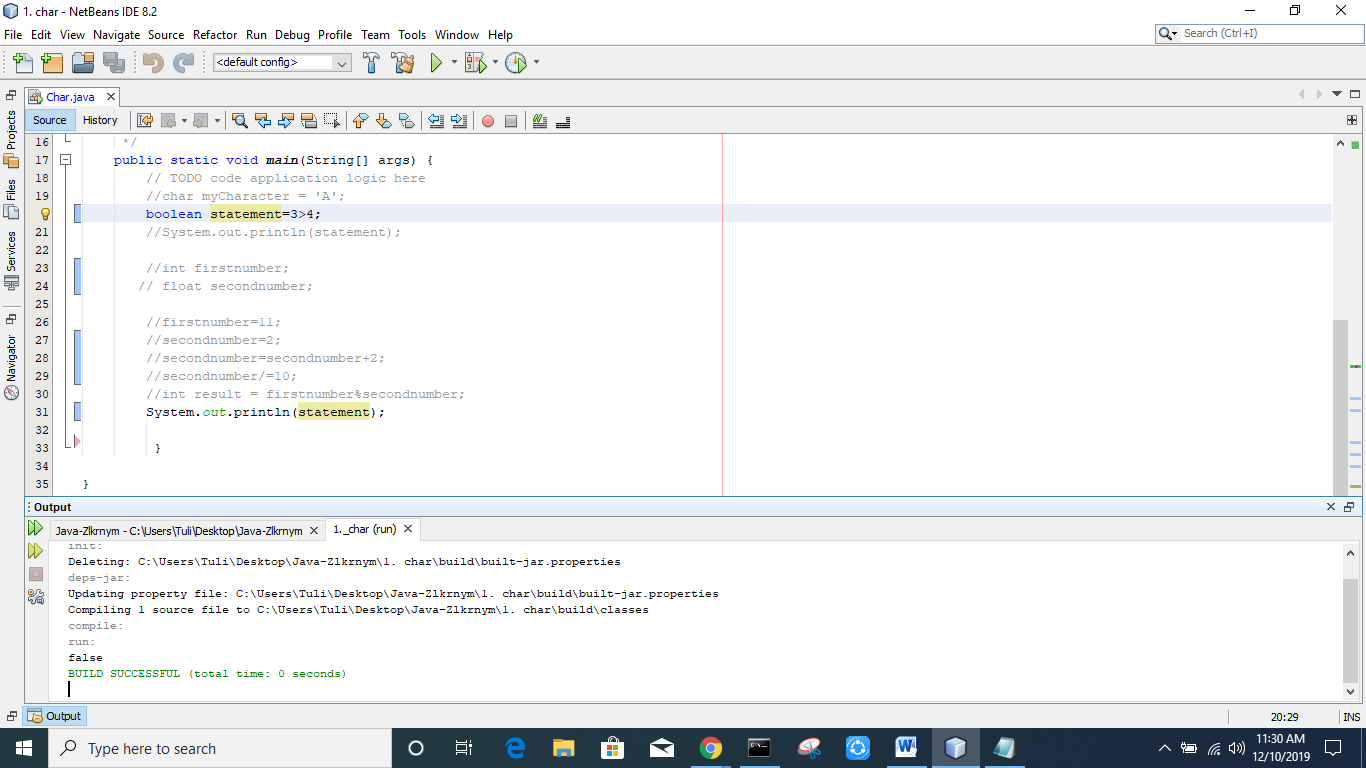 1. char - NetBeans IDE 8.2
File Edit View Navigate Source Refactor Run Debug Profile Team Tools Window Help
Search (Ctrl+I)
<default config>
Char.java
Source History
Projects
Files
Services
Navigator
16 */
17 public static void main(String[] args) {
18 // TODO code application logic here
19 //char myCharacter = 'A';
boolean statement=3>4;
21 //System.out.println(statement);
22
23 //int firstnumber;
24 // float secondnumber;
25
26 //firstnumber=11;
27 //secondnumber=2;
28 //secondnumber=secondnumber+2;
29 //secondnumber/=10;
30 //int result = firstnumber%secondnumber;
31 System.out.println(statement);
32
33 }
34
35 }
Output
Java-Zlkrnym - C:\Users\Tuli\Desktop\Java-Zlkrnym 1._char (run)
init:
Deleting: C:\Users\Tuli\Desktop\Java-Zlkrnym\1. char\build\built-jar.properties
deps-jar:
Updating property file: C:\Users\Tuli\Desktop\Java-Zlkrnym\1. char\build\built-jar.properties
Compiling 1 source file to C:\Users\Tuli\Desktop\Java-Zlkrnym\1. char\build\classes
compile:
run:
false
BUILD SUCCESSFUL (total time: 0 seconds)
Output
20:29 INS
Type here to search
11:30 AM
12/10/2019